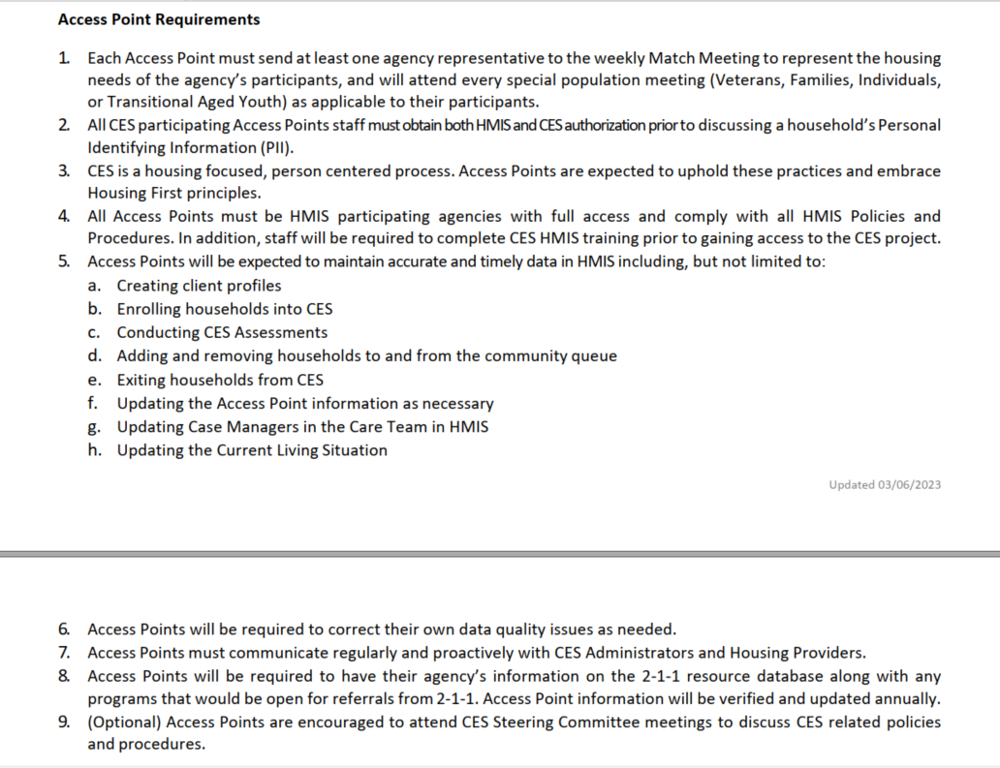 Access Point Requirements
1. Each Access Point must send at least one agency representative to the weekly Match Meeting to represent the housing
needs of the agency's participants, and will attend every special population meeting (Veterans, Families, Individuals,
or Transitional Aged Youth) as applicable to their participants.
2. All CES participating Access Points staff must obtain both HMIS and CES authorization prior to discussing a household's Personal
Identifying Information (PII).
3. CES is a housing focused, person centered process. Access Points are expected to uphold these practices and embrace
Housing First principles.
4. All Access Points must be HMIS participating agencies with full access and comply with all HMIS Policies and
Procedures. In addition, staff will be required to complete CES HMIS training prior to gaining access to the CES project.
5. Access Points will be expected to maintain accurate and timely data in HMIS including, but not limited to:
a. Creating client profiles
b. Enrolling households into CES
c. Conducting CES Assessments
d. Adding and removing households to and from the community queue
e. Exiting households from CES
f. Updating the Access Point information as necessary
g. Updating Case Managers in the Care Team in HMIS
h. Updating the Current Living Situation
Updated 03/06/2023
6. Access Points will be required to correct their own data quality issues as needed.
7. Access Points must communicate regularly and proactively with CES Administrators and Housing Providers.
8. Access Points will be required to have their agency's information on the 2-1-1 resource database along with any
programs that would be open for referrals from 2-1-1. Access Point information will be verified and updated annually.
9. (Optional) Access Points are encouraged to attend CES Steering Committee meetings to discuss CES related policies
and procedures.